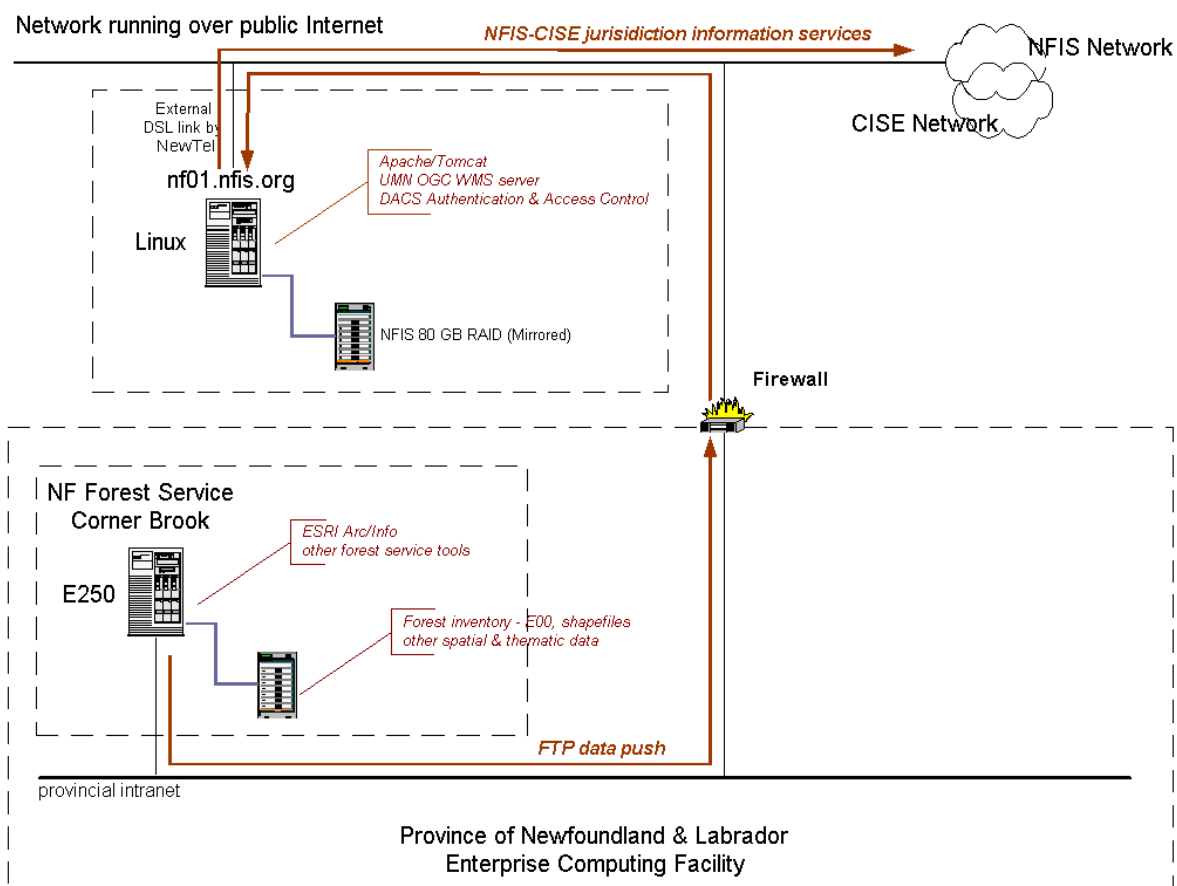 Network running over public Internet
NFIS-CISE jurisidiction information services
NFIS Network
CISE Network
External
DSL link by
NewTel
nf01.nfis.org
Linux
Apache/Tomcat
UMN OGC WMS server
DACS Authentication & Access Control
NFIS 80 GB RAID (Mirrored)
Firewall
NF Forest Service
Corner Brook
E250
ESRI Arc/Info
other forest service tools
Forest inventory - E00, shapefiles
other spatial & thematic data
FTP data push
provincial intranet
Province of Newfoundland & Labrador
Enterprise Computing Facility